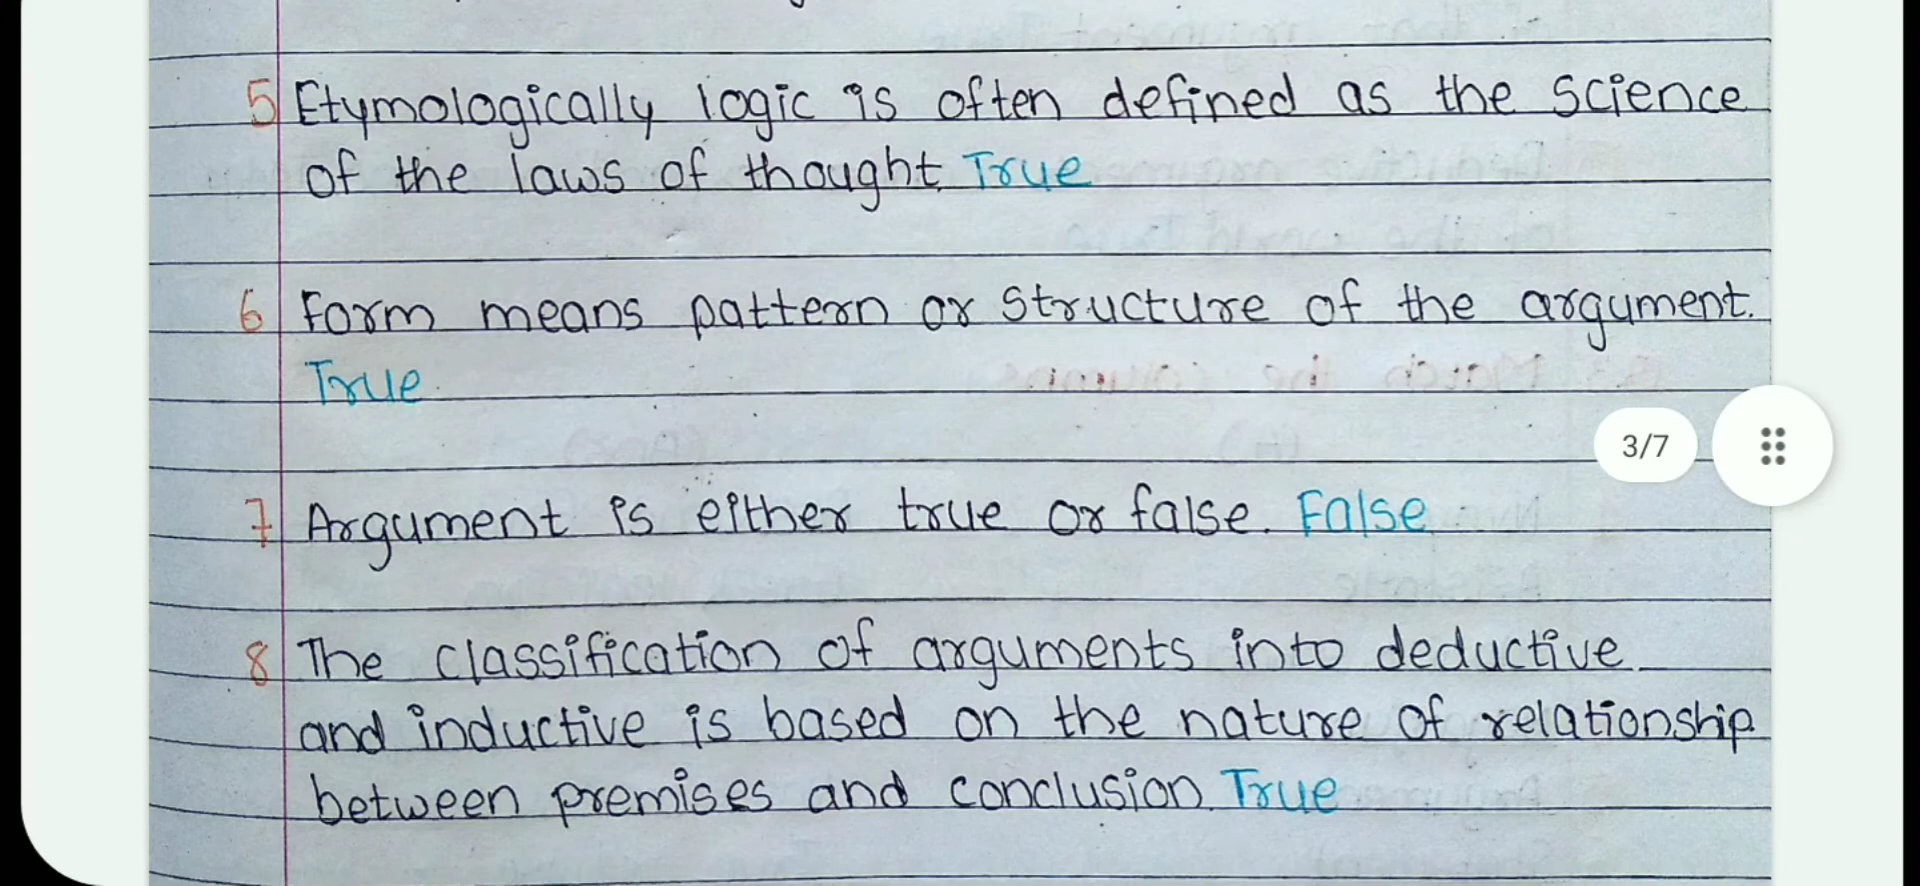 5 Etymologically logic is often defined as the science
of the laws of thought. True
6 Form means pattern or structure of the argument.
True
3/7
7 Argument is either true or false. False
8 The classification of arguments into deductive
and inductive is based on the nature of relationship
between premises and conclusion. True